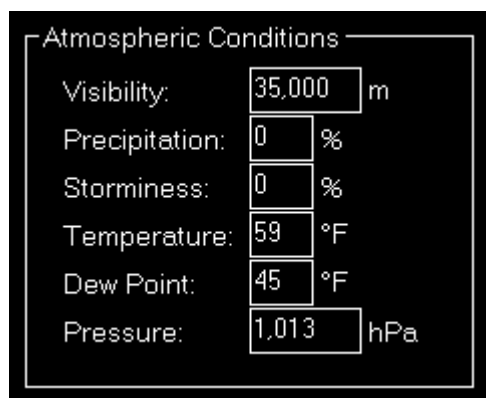 Atmospheric Conditions
Visibility: 35,000 m
Precipitation: 0 %
Storminess: 0 %
Temperature: 59 °F
Dew Point: 45 °F
Pressure: 1,013 hPa